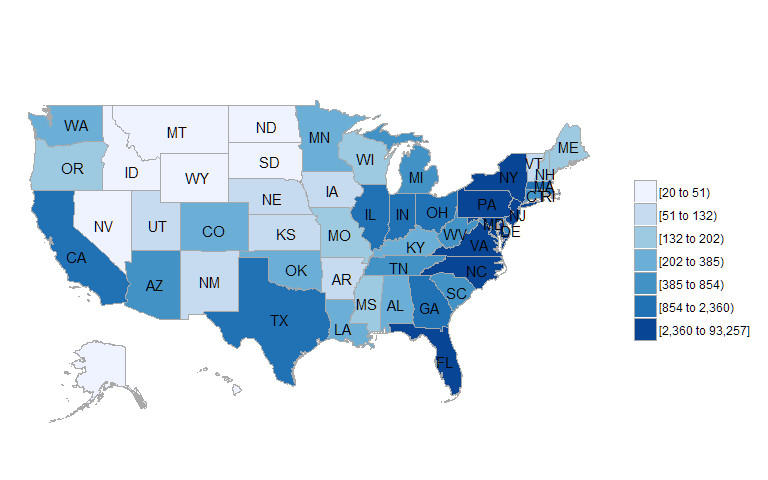 WA
MT
ND
MN
ME
VT
NH
OR
ID
SD
WI
MI
NY
MA
WY
CT
RI
IA
NE
PA
NJ
NV
UT
CO
IL
IN
OH
MD
DE
CA
KS
MO
WV
VA
KY
AZ
NM
OK
AR
TN
NC
SC
MS
AL
GA
TX
LA
FL
[20 to 51)
[51 to 132)
[132 to 202)
[202 to 385)
[385 to 854)
[854 to 2,360)
[2,360 to 93,257]